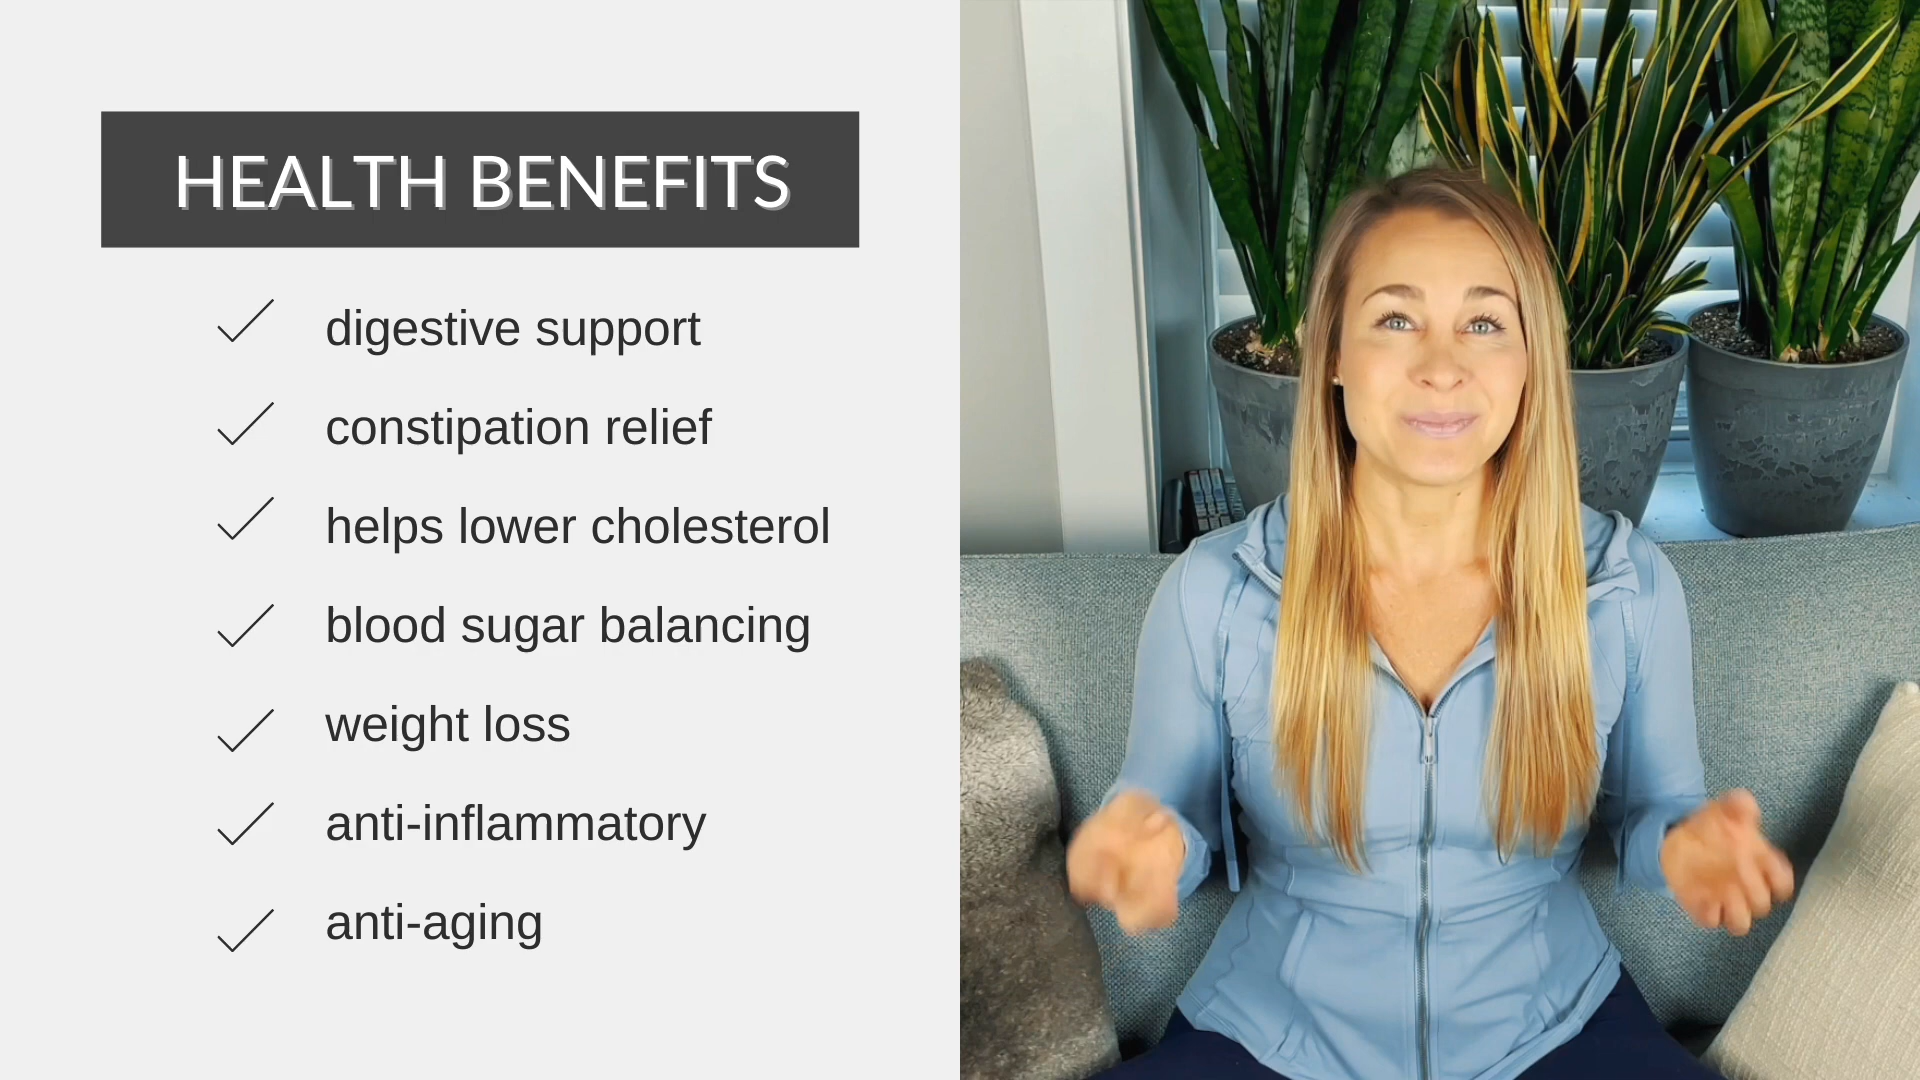 HEALTH BENEFITS
digestive support
constipation relief
helps lower cholesterol
blood sugar balancing
weight loss
anti-inflammatory
anti-aging